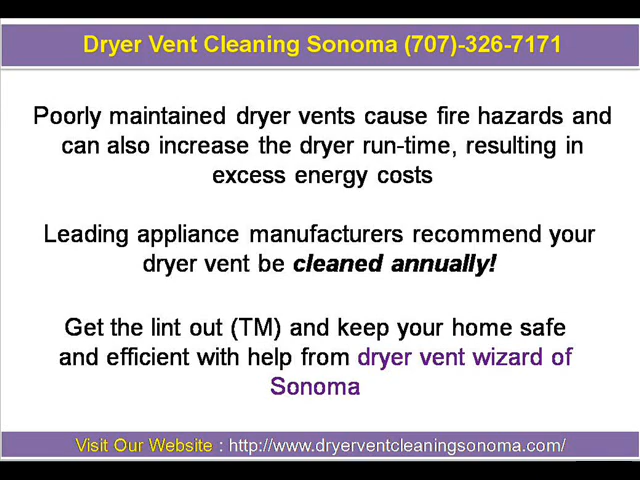 Dryer Vent Cleaning Sonoma (707)-326-7171
Poorly maintained dryer vents cause fire hazards and
can also increase the dryer run-time, resulting in
excess energy costs
Leading appliance manufacturers recommend your
dryer vent be cleaned annually!
Get the lint out (TM) and keep your home safe
and efficient with help from dryer vent wizard of
Sonoma
Visit Our Website : http://www.dryerventcleaningsonoma.com/